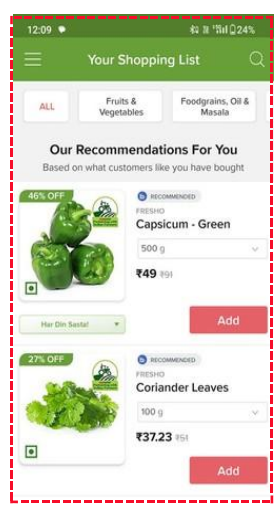 12:09
24%
Your Shopping List
ALL
Fruits &
Vegetables
Foodgrains, Oil &
Masala
Our Recommendations For You
Based on what customers like you have bought
46% OFF
RECOMMENDED
FRESHO
Capsicum - Green
500 g
₹49 ₹91
Har Din Sasta!
Add
27% OFF
RECOMMENDED
FRESHO
Coriander Leaves
100 g
₹37.23 ₹51
Add